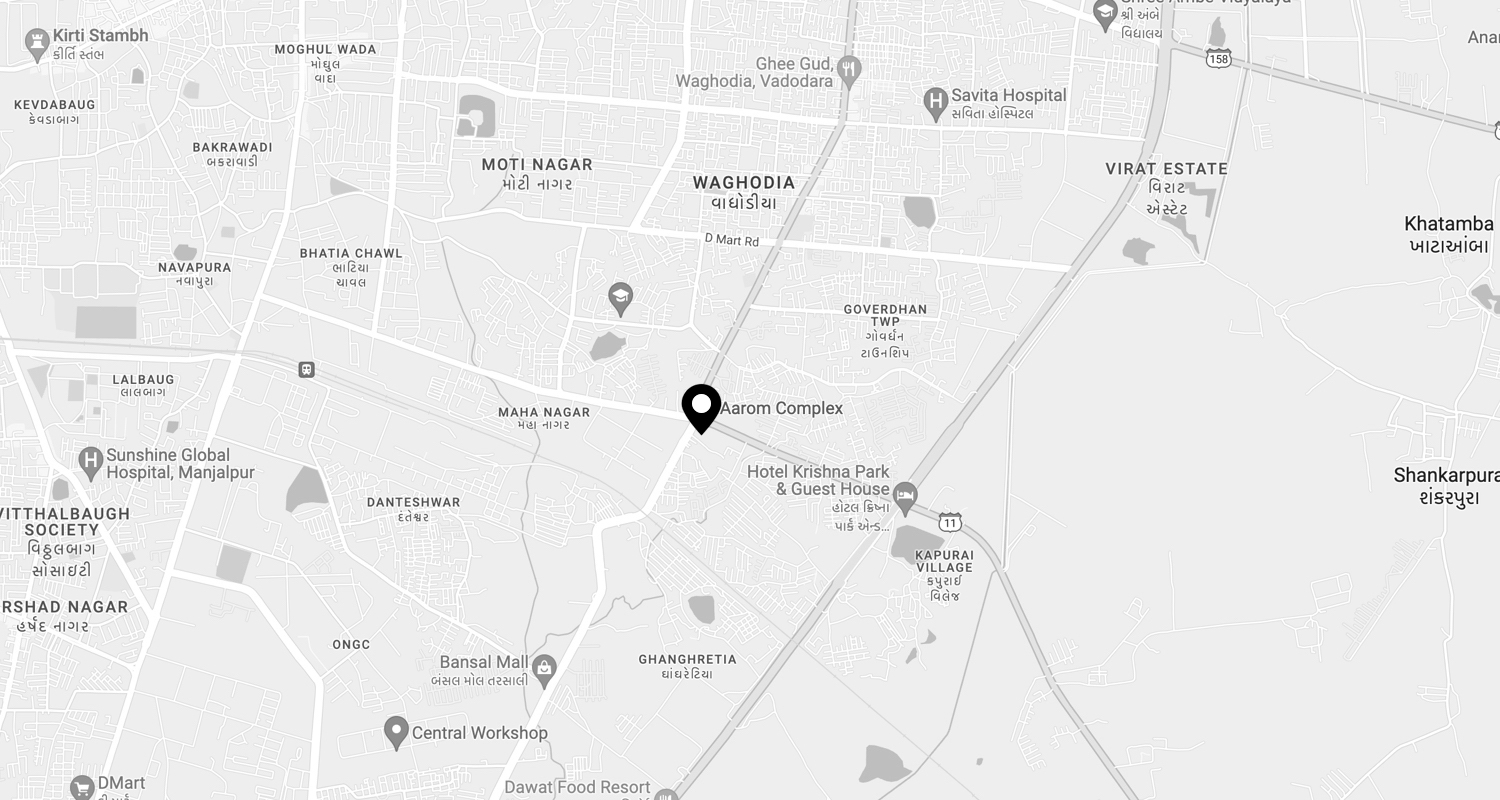 Kirti Stambh
કીર્તિ સ્તંભ
MOGHUL WADA
મોઘુલ
વાદા
Ghee Gud,
Waghodia, Vadodara
શ્રી અંબે
વિદ્યાલય
158
KEVDABAUG
કેવડાબાગ
Savita Hospital
સવિતા હોસ્પિટલ
BAKRAWADI
બકરાવાડી
MOTI NAGAR
મોટી નાગર
WAGHODIA
વાઘોડીયા
VIRAT ESTATE
વિરાટ
એસ્ટેટ
Khatamba
ખાટાઆંબા
D Mart Rd
BHATIA CHAWL
ભાટિયા
ચાવલ
NAVAPURA
નવાપુરા
GOVERDHAN
TWP
ગોવર્ધન
ટાઉનશિપ
LALBAUG
લાલબાગ
MAHA NAGAR
મહા નાગર
Aarom Complex
Sunshine Global
Hospital, Manjalpur
Hotel Krishna Park
& Guest House
હોટલ ક્રિષ્ના
પાર્ક એન્ડ...
Shankarpura
શંકરપુરા
DANTESHWAR
દંતેશ્વર
VITTHALBAUGH
SOCIETY
વિઠ્ઠલબાગ
સોસાઇટી
11
KAPURAI
VILLAGE
કપુરાઈ
વિલેજ
RSHAD NAGAR
હર્ષદ નાગર
ONGC
Bansal Mall
બંસલ મોલ તરસાલી
GHANGHRETIA
ઘાઘરેટિયા
Central Workshop
DMart
Dawat Food Resort